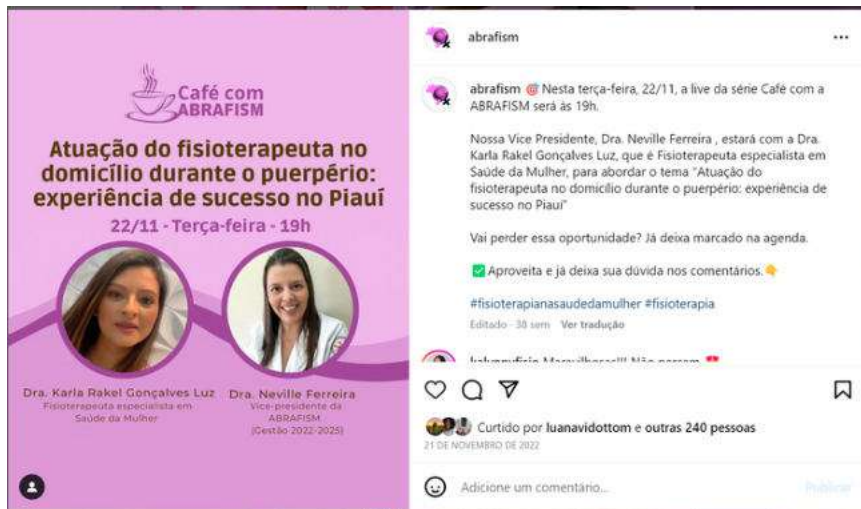 Café com
ABRAFISM
Atuação do fisioterapeuta no
domicílio durante o puerpério:
experiência de sucesso no Piauí
22/11 - Terça-feira - 19h
Dra. Karla Rakel Gonçalves Luz
Fisioterapeuta especialista em
Saúde da Mulher
Dra. Neville Ferreira
Vice-presidente da
ABRAFISM
(Gestão 2022-2025)
abrafism
abrafism 🎯 Nesta terça-feira, 22/11, a live da série Café com a
ABRAFISM será às 19h.
Nossa Vice Presidente, Dra. Neville Ferreira , estará com a Dra.
Karla Rakel Gonçalves Luz, que é Fisioterapeuta especialista em
Saúde da Mulher, para abordar o tema "Atuação do
fisioterapeuta no domicílio durante o puerpério: experiência de
sucesso no Piauí"
Vai perder essa oportunidade? Já deixa marcado na agenda.
✅ Aproveita e já deixa sua dúvida nos comentários.👇
#fisioterapianasaudedamulher #fisioterapia
Editado · 38 sem Ver tradução
Maravilhosas!!! Não percam
Curtido por luanavidottom e outras 240 pessoas
21 DE NOVEMBRO DE 2022
Adicione um comentário...
Publicar